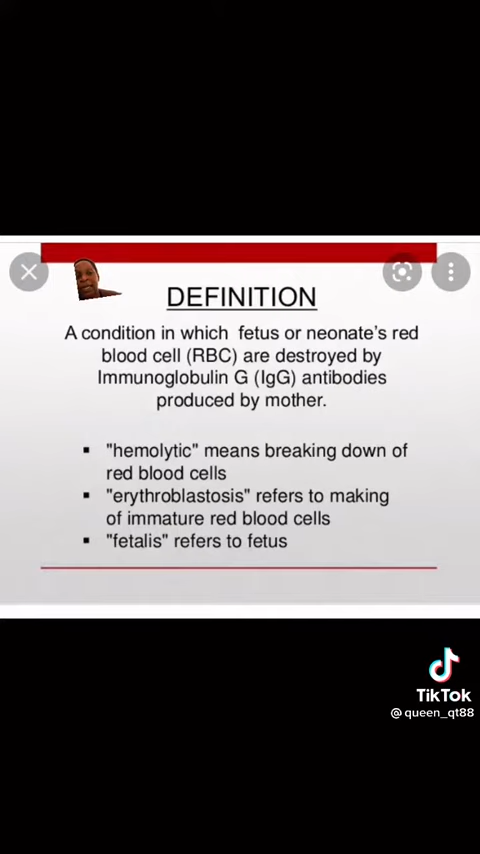 DEFINITION
A condition in which fetus or neonate's red
blood cell (RBC) are destroyed by
Immunoglobulin G (IgG) antibodies
produced by mother.
▪ "hemolytic" means breaking down of
red blood cells
▪ "erythroblastosis" refers to making
of immature red blood cells
▪ "fetalis" refers to fetus
TikTok
@queen_qt88